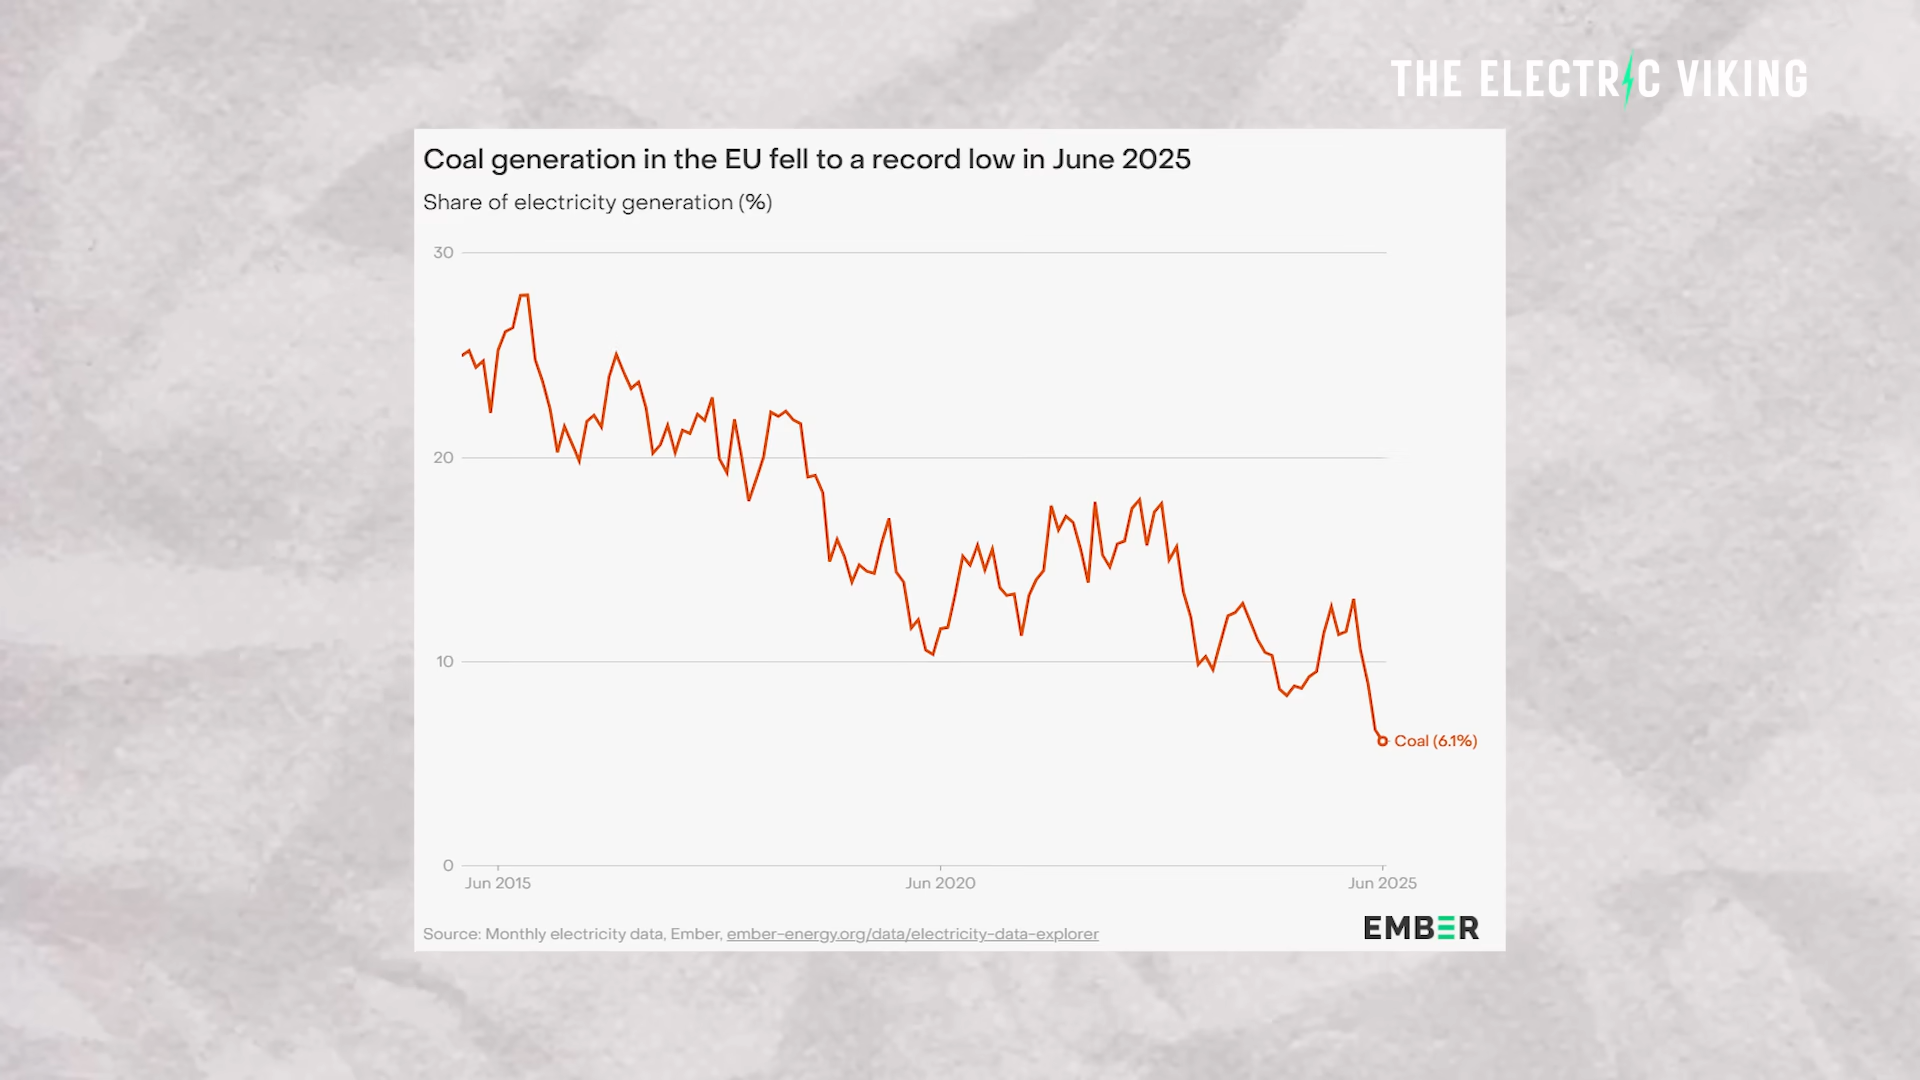 THE ELECTRIC VIKING
Coal generation in the EU fell to a record low in June 2025
Share of electricity generation (%)
30
20
10
0
Coal (6.1%)
Jun 2015
Jun 2020
Jun 2025
Source: Monthly electricity data, Ember, ember-energy.org/data/electricity-data-explorer
EMBER